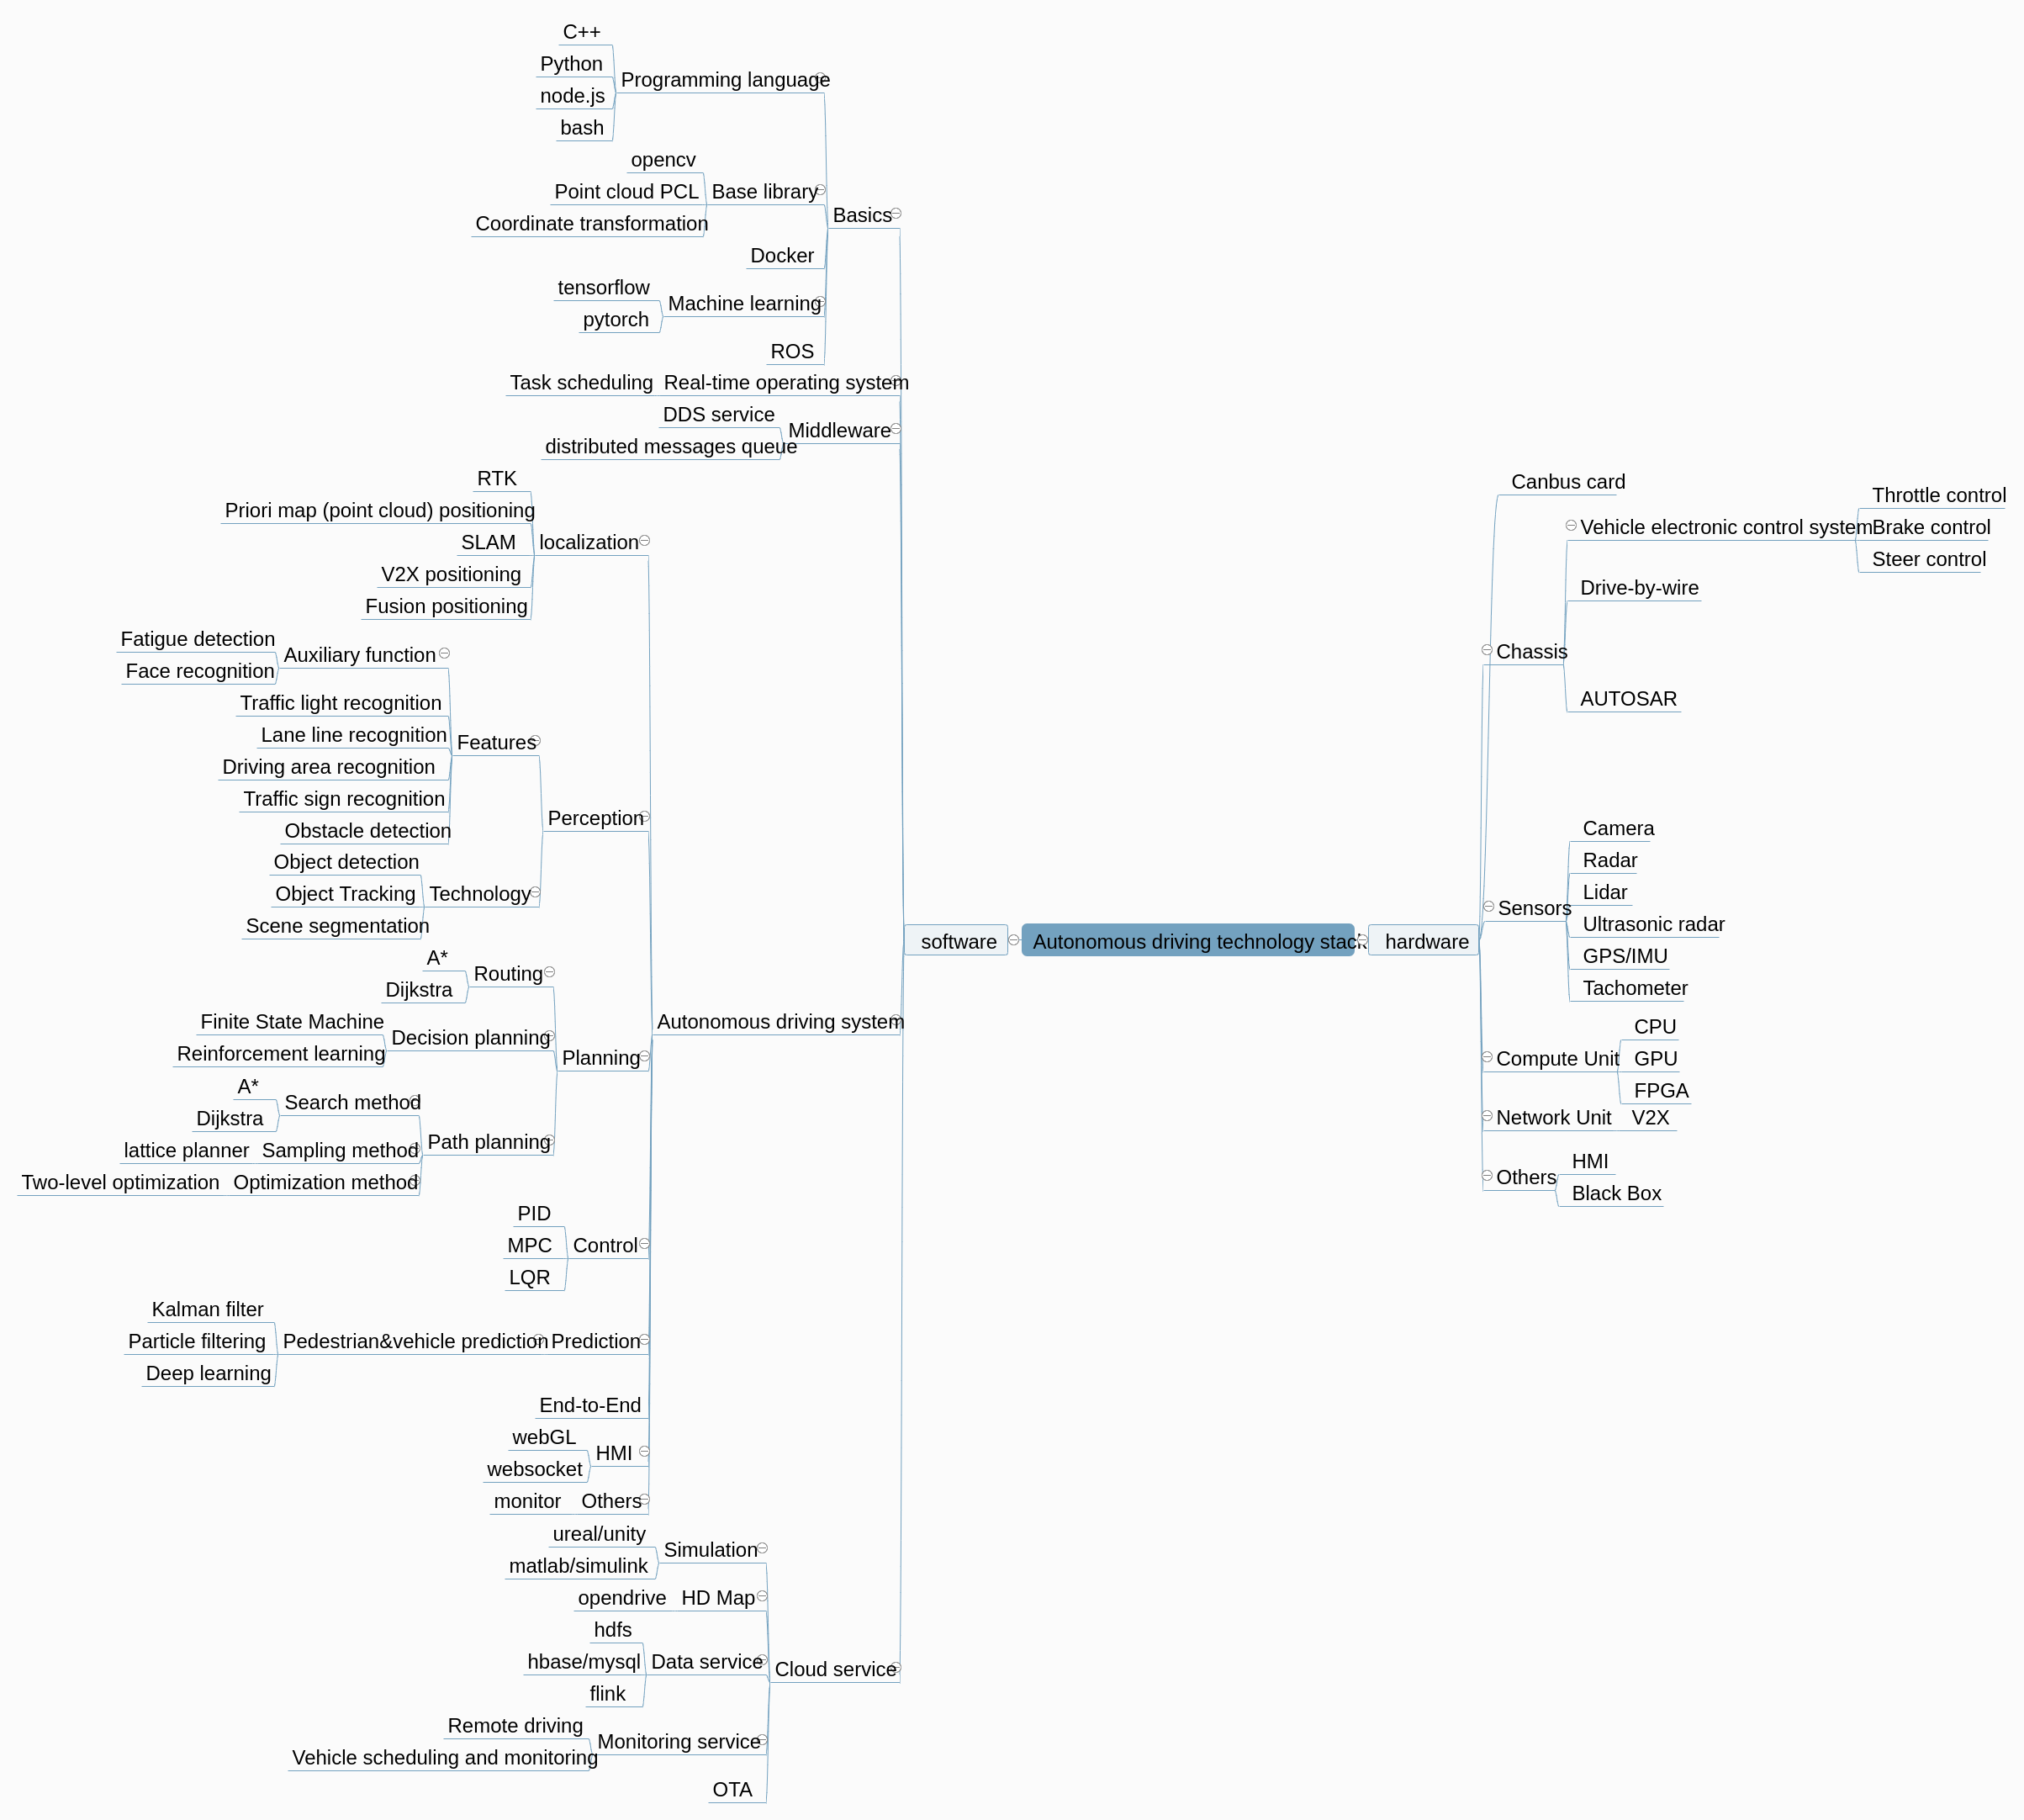 C++
Python
node.js
bash
Programming language
opencv
Point cloud PCL
Coordinate transformation
Base library
Docker
tensorflow
pytorch
Machine learning
ROS
Basics
Task scheduling
Real-time operating system
DDS service
distributed messages queue
Middleware
RTK
Priori map (point cloud) positioning
SLAM
V2X positioning
Fusion positioning
localization
Fatigue detection
Face recognition
Auxiliary function
Traffic light recognition
Lane line recognition
Driving area recognition
Traffic sign recognition
Obstacle detection
Features
Object detection
Object Tracking
Scene segmentation
Technology
Perception
A*
Dijkstra
Routing
Finite State Machine
Reinforcement learning
Decision planning
A*
Dijkstra
Search method
lattice planner
Sampling method
Two-level optimization
Optimization method
Path planning
Planning
PID
MPC
LQR
Control
Kalman filter
Particle filtering
Deep learning
Pedestrian&vehicle prediction
Prediction
End-to-End
webGL
websocket
HMI
monitor
Others
Autonomous driving system
ureal/unity
matlab/simulink
Simulation
opendrive
HD Map
hdfs
hbase/mysql
flink
Data service
Remote driving
Vehicle scheduling and monitoring
Monitoring service
OTA
Cloud service
software
Autonomous driving technology stack
hardware
Canbus card
Chassis
Vehicle electronic control system
Throttle control
Brake control
Steer control
Drive-by-wire
AUTOSAR
Sensors
Camera
Radar
Lidar
Ultrasonic radar
GPS/IMU
Tachometer
Compute Unit
CPU
GPU
FPGA
Network Unit
V2X
Others
HMI
Black Box